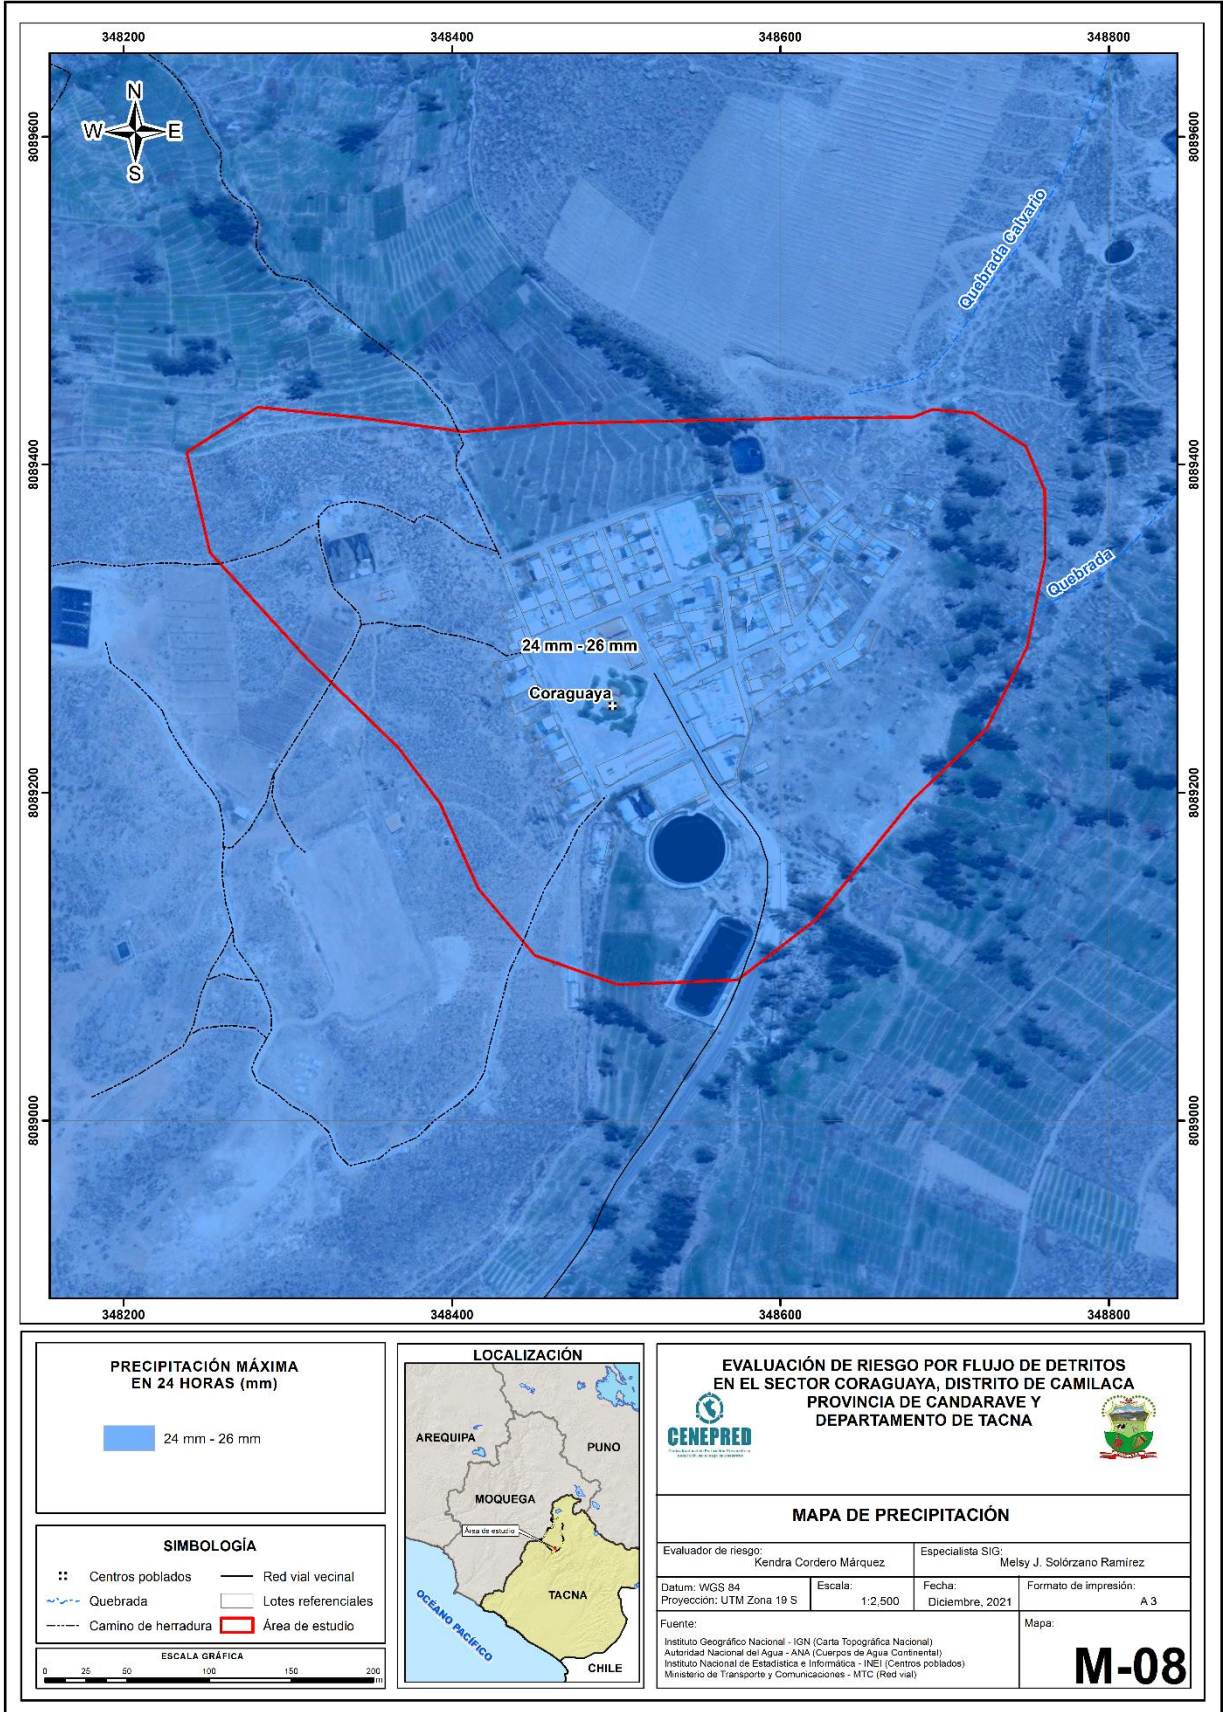 348200 348400 348600 348800
8089600 8089600
N
W E
S
Quebrada Calvario
8089400 8089400
Quebrada
24 mm - 26 mm
Coraguaya
8089200 8089200
8089000 8089000
348200 348400 348600 348800
PRECIPITACIÓN MÁXIMA
EN 24 HORAS (mm)
24 mm - 26 mm
SIMBOLOGÍA
Centros poblados
Red vial vecinal
Quebrada
Lotes referenciales
Camino de herradura
Área de estudio
ESCALA GRÁFICA
0 25 50 100 150 200
m
LOCALIZACIÓN
AREQUIPA
PUNO
MOQUEGA
Área de estudio
TACNA
OCÉANO PACÍFICO
CHILE
EVALUACIÓN DE RIESGO POR FLUJO DE DETRITOS
EN EL SECTOR CORAGUAYA, DISTRITO DE CAMILACA
PROVINCIA DE CANDARAVE Y
DEPARTAMENTO DE TACNA
CENEPRED
MAPA DE PRECIPITACIÓN
Evaluador de riesgo:
Kendra Cordero Márquez
Especialista SIG:
Melsy J. Solórzano Ramírez
Datum: WGS 84
Proyección: UTM Zona 19 S
Escala:
1:2,500
Fecha:
Diciembre, 2021
Formato de impresión:
A 3
Fuente:
Instituto Geográfico Nacional - IGN (Carta Topográfica Nacional)
Autoridad Nacional del Agua - ANA (Cuerpos de Agua Continental)
Instituto Nacional de Estadística e Informática - INEI (Centros poblados)
Ministerio de Transporte y Comunicaciones - MTC (Red vial)
Mapa:
M-08